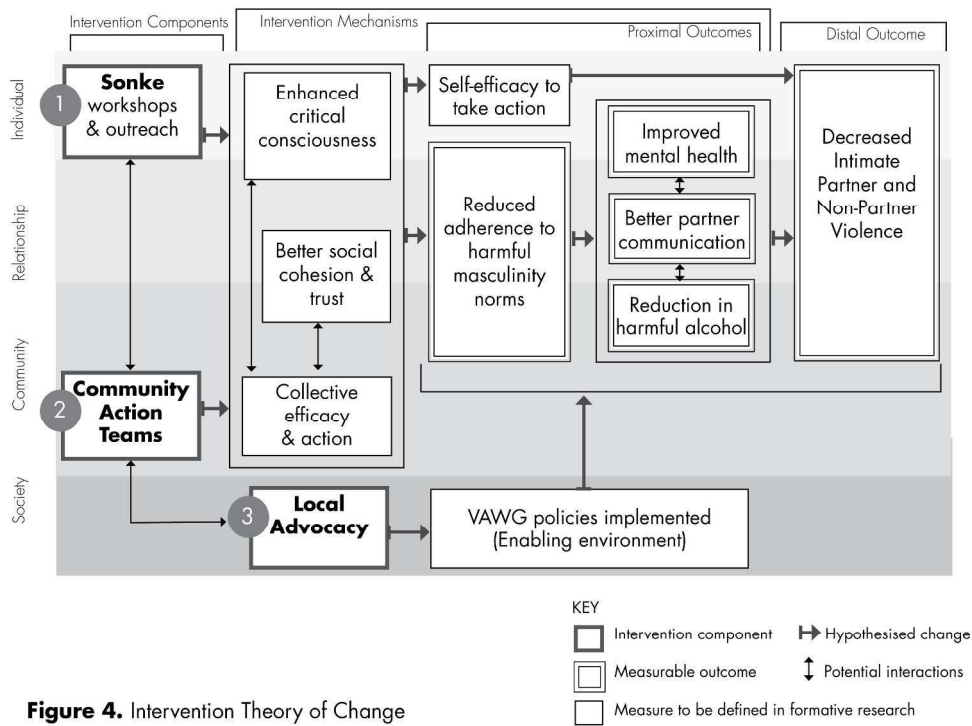 Intervention Components
Intervention Mechanisms
Proximal Outcomes
Distal Outcome
Individual
Relationship
Community
Society
1
Sonke
workshops
& outreach
Enhanced
critical
consciousness
Self-efficacy to
take action
Improved
mental health
Decreased
Intimate
Partner and
Non-Partner
Violence
Better social
cohesion &
trust
Reduced
adherence to
harmful
masculinity
norms
Better partner
communication
Reduction in
harmful alcohol
2
Community
Action
Teams
Collective
efficacy
& action
3
Local
Advocacy
VAWG policies implemented
(Enabling environment)
KEY
Intervention component
Hypothesised change
Measurable outcome
Potential interactions
Measure to be defined in formative research
Figure 4. Intervention Theory of Change